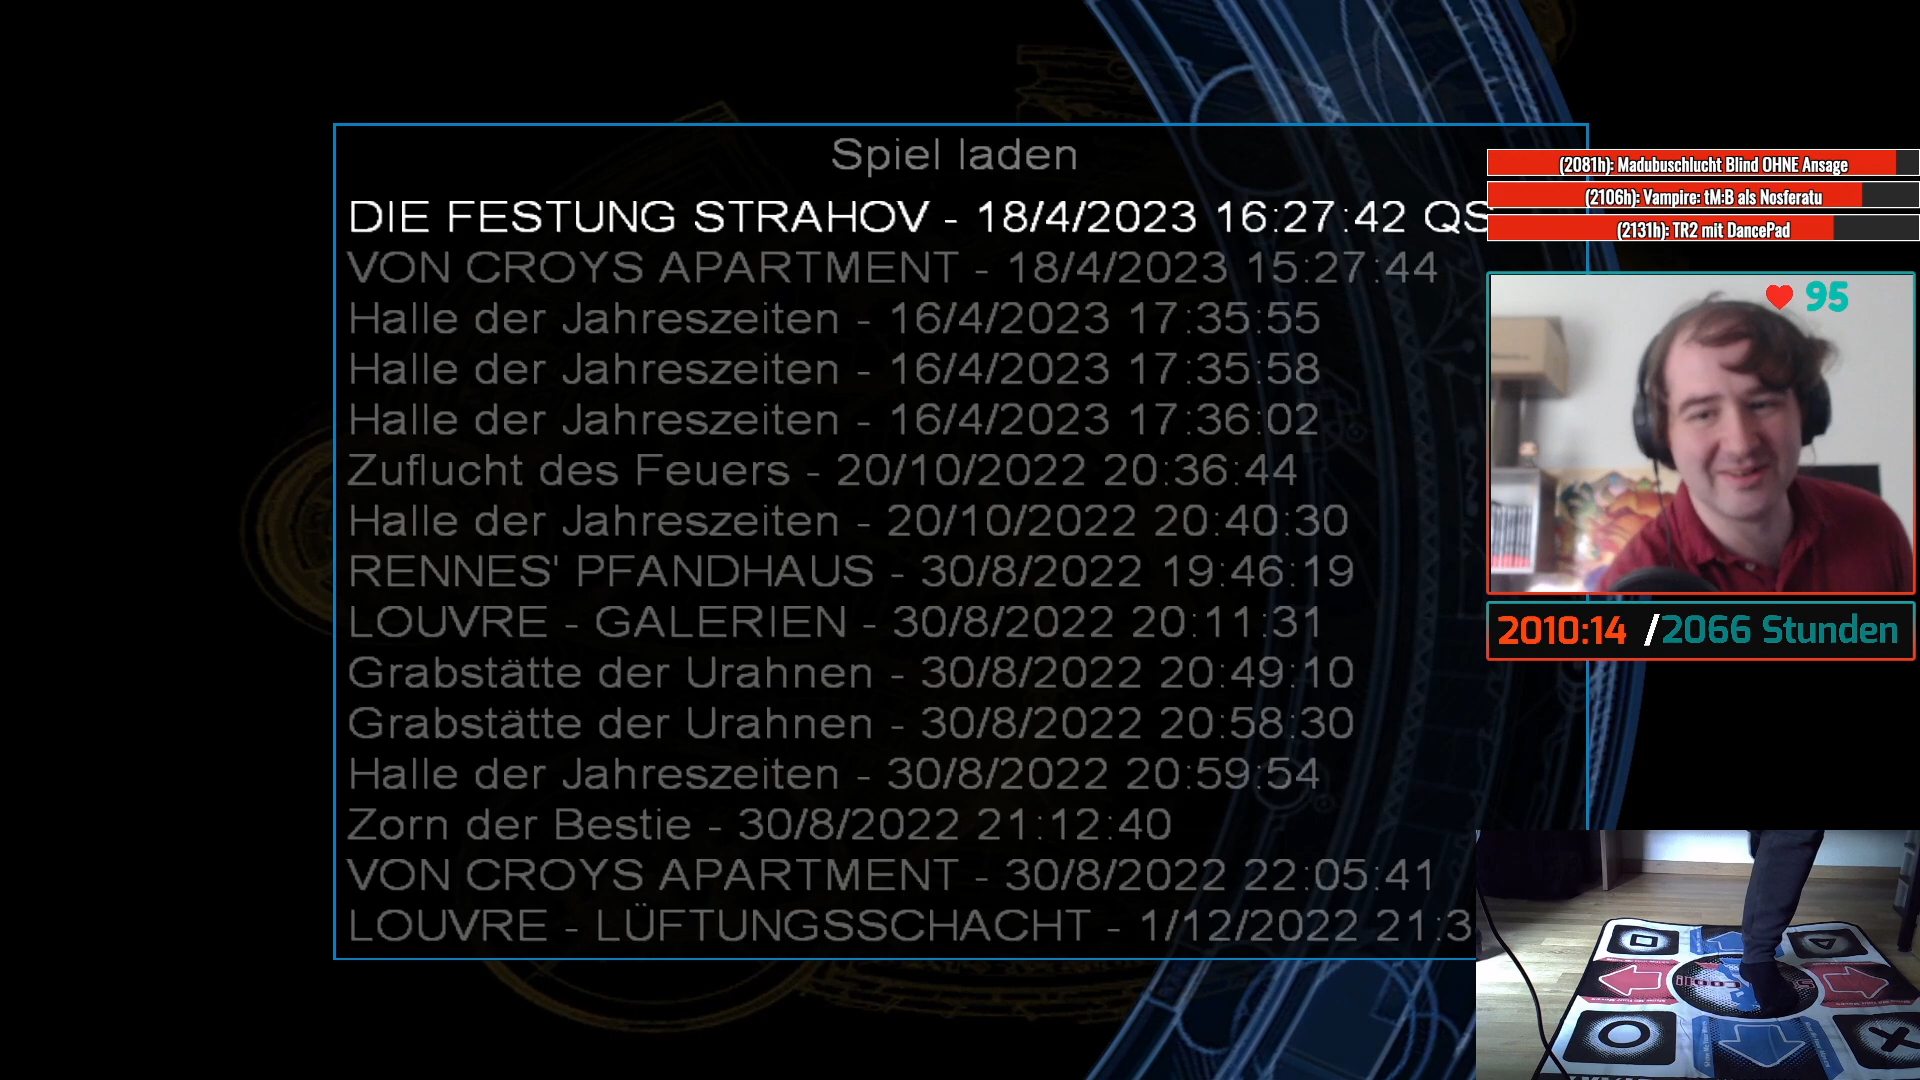 Spiel laden
DIE FESTUNG STRAHOV - 18/4/2023 16:27:42 QS
VON CROYS APARTMENT - 18/4/2023 15:27:44
Halle der Jahreszeiten - 16/4/2023 17:35:55
Halle der Jahreszeiten - 16/4/2023 17:35:58
Halle der Jahreszeiten - 16/4/2023 17:36:02
Zuflucht des Feuers - 20/10/2022 20:36:44
Halle der Jahreszeiten - 20/10/2022 20:40:30
RENNES' PFANDHAUS - 30/8/2022 19:46:19
LOUVRE - GALERIEN - 30/8/2022 20:11:31
Grabstätte der Urahnen - 30/8/2022 20:49:10
Grabstätte der Urahnen - 30/8/2022 20:58:30
Halle der Jahreszeiten - 30/8/2022 20:59:54
Zorn der Bestie - 30/8/2022 21:12:40
VON CROYS APARTMENT - 30/8/2022 22:05:41
LOUVRE - LÜFTUNGSSCHACHT - 1/12/2022 21:3
(2081h): Madubuschlucht Blind OHNE Ansage
(2106h): Vampire: tM:B als Nosferatu
(2131h): TR2 mit DancePad
95
2010:14 /2066 Stunden